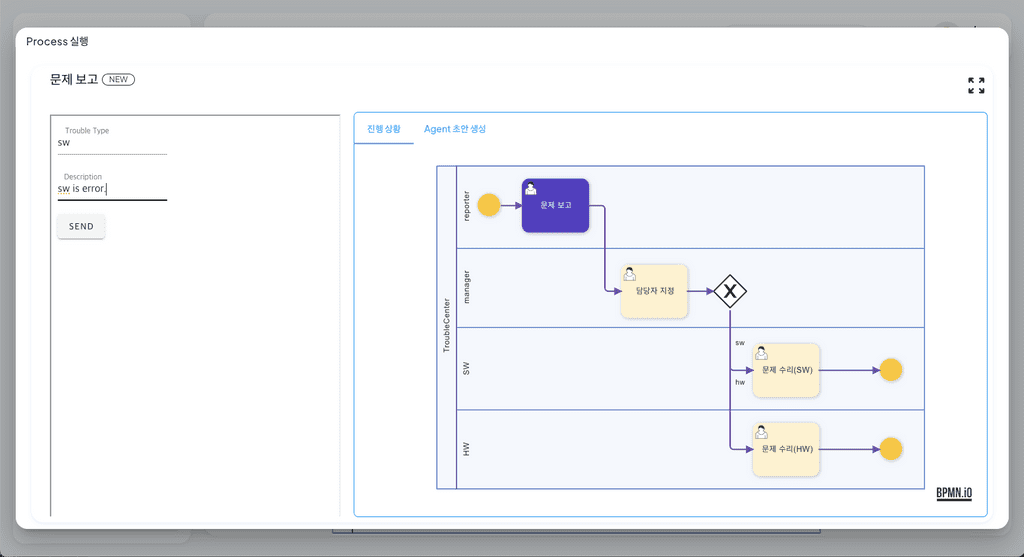 Process 실행
문제 보고 NEW
Trouble Type
sw
Description
sw is error.
SEND
진행 상황
Agent 초안 생성
TroubleCenter
reporter
문제 보고
manager
담당자 지정
X
SW
sw
문제 수리(SW)
hw
HW
문제 수리(HW)
BPMN.iO